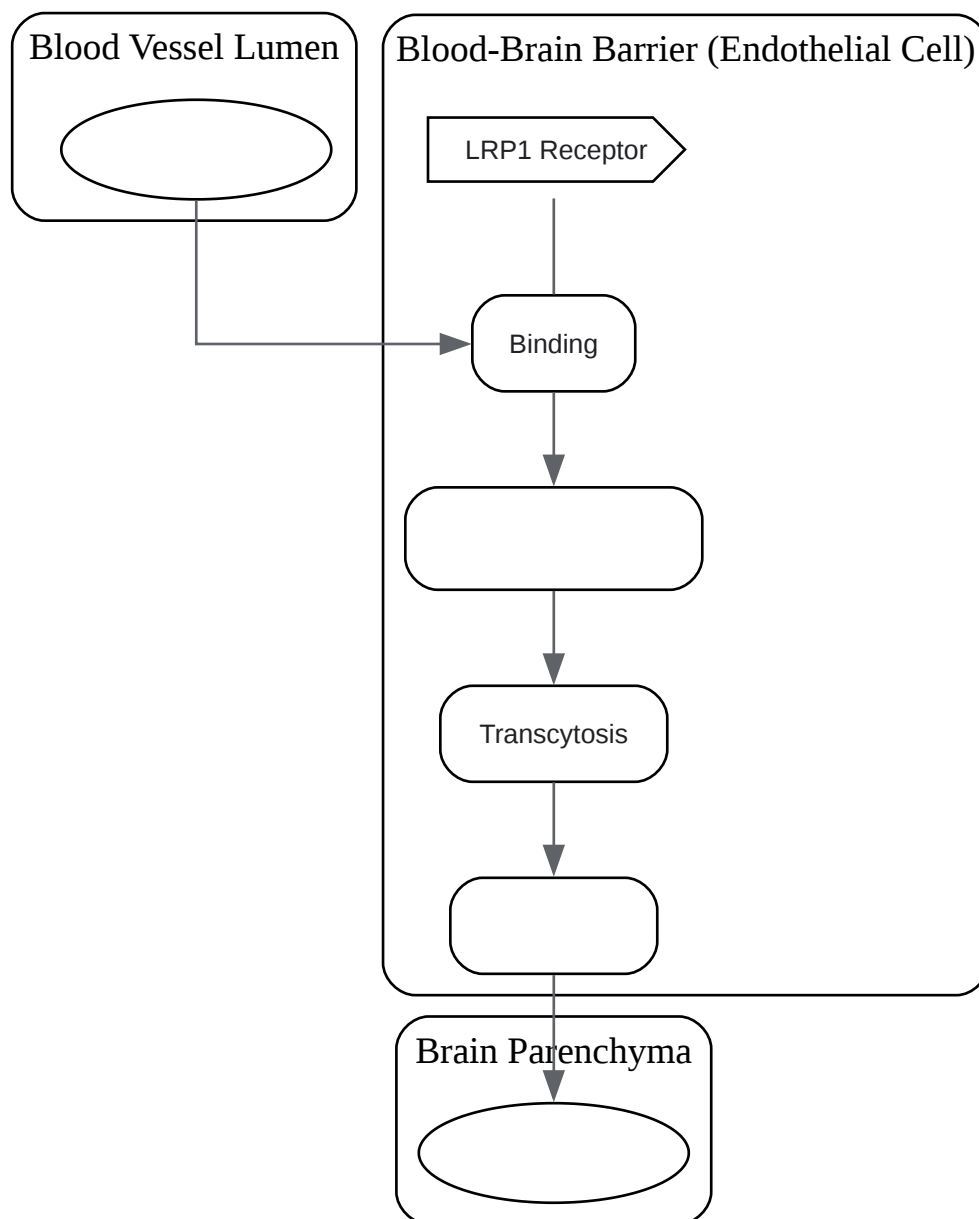 Blood Vessel Lumen
Blood-Brain Barrier (Endothelial Cell)
LRP1 Receptor
Binding
Transcytosis
Brain Parenchyma